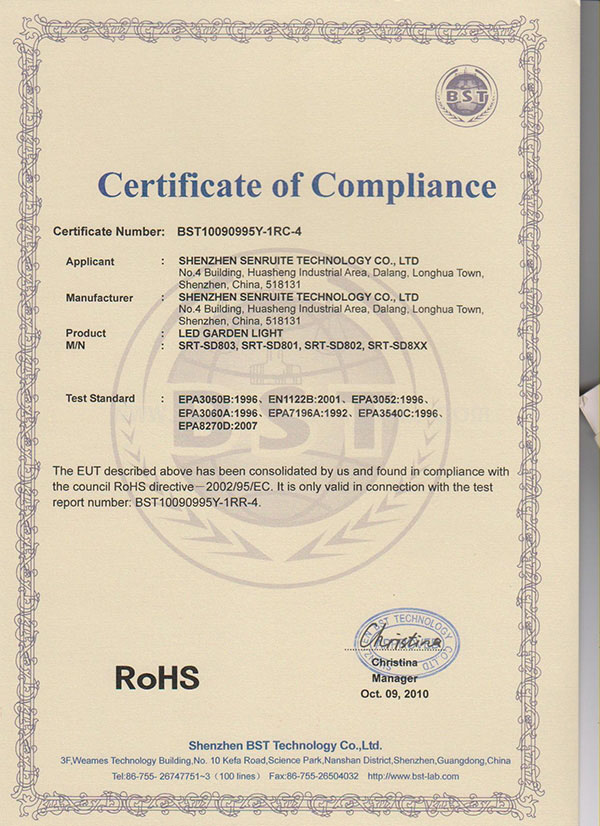 BST
Certificate of Compliance
Certificate Number: BST10090995Y-1RC-4
Applicant : SHENZHEN SENRUITE TECHNOLOGY CO., LTD
No.4 Building, Huasheng Industrial Area, Dalang, Longhua Town,
Shenzhen, China, 518131
Manufacturer : SHENZHEN SENRUITE TECHNOLOGY CO., LTD
No.4 Building, Huasheng Industrial Area, Dalang, Longhua Town,
Shenzhen, China, 518131
Product : LED GARDEN LIGHT
M/N : SRT-SD803, SRT-SD801, SRT-SD802, SRT-SD8XX
Test Standard : EPA3050B:1996、EN1122B:2001、EPA3052:1996、
EPA3060A:1996、EPA7196A:1992、EPA3540C:1996、
EPA8270D:2007
BST
The EUT described above has been consolidated by us and found in compliance with
the council RoHS directive－2002/95/EC. It is only valid in connection with the test
report number: BST10090995Y-1RR-4.
BST TECHNOLOGY CO LTD
Christina
Christina
Manager
Oct. 09, 2010
RoHS
Shenzhen BST Technology Co.,Ltd.
3F,Weames Technology Building,No. 10 Kefa Road,Science Park,Nanshan District,Shenzhen,Guangdong,China
Tel:86-755- 26747751~3（100 lines） Fax:86-755-26504032 http://www.bst-lab.com